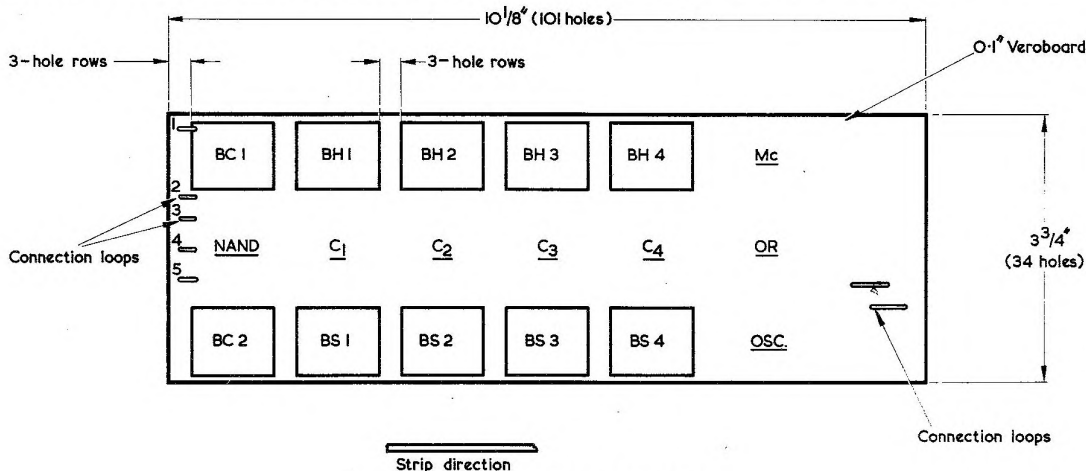 10 1/8" (101 holes)
3-hole rows
3-hole rows
0·1" Veroboard
1
BC 1
BH 1
BH 2
BH 3
BH 4
Mc
2
3
Connection loops
4
5
NAND
C1
C2
C3
C4
OR
3 3/4"
(34 holes)
BC 2
BS 1
BS 2
BS 3
BS 4
OSC.
Connection loops
Strip direction